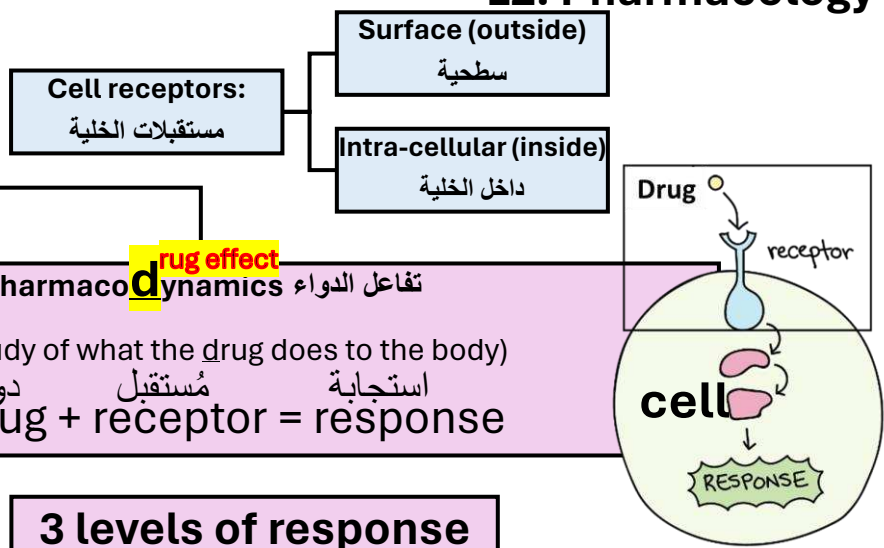 Pharmacology
Surface (outside)
سطحية
Cell receptors:
مستقبلات الخلية
Intra-cellular (inside)
داخل الخلية
Drug
receptor
rug effect
harmacodynamics تفاعل الدواء
udy of what the drug does to the body)
مُستقبل استجابة
ug + receptor = response
cell
RESPONSE
3 levels of response